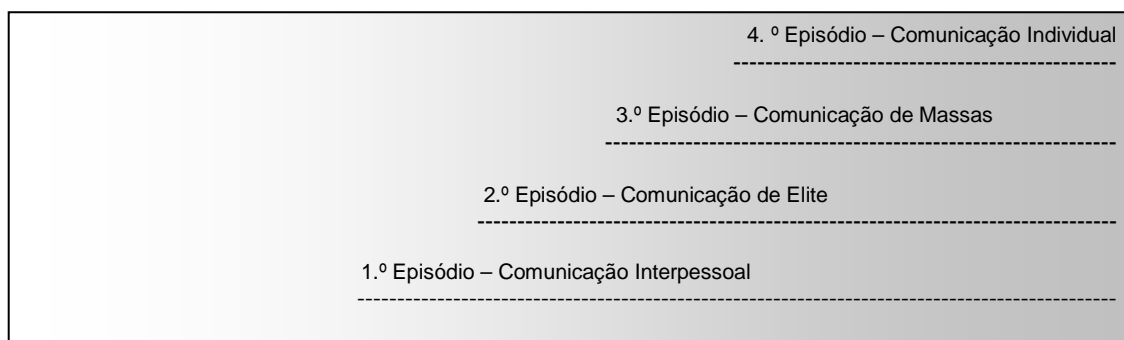 4. º Episódio – Comunicação Individual
3.º Episódio – Comunicação de Massas
2.º Episódio – Comunicação de Elite
1.º Episódio – Comunicação Interpessoal